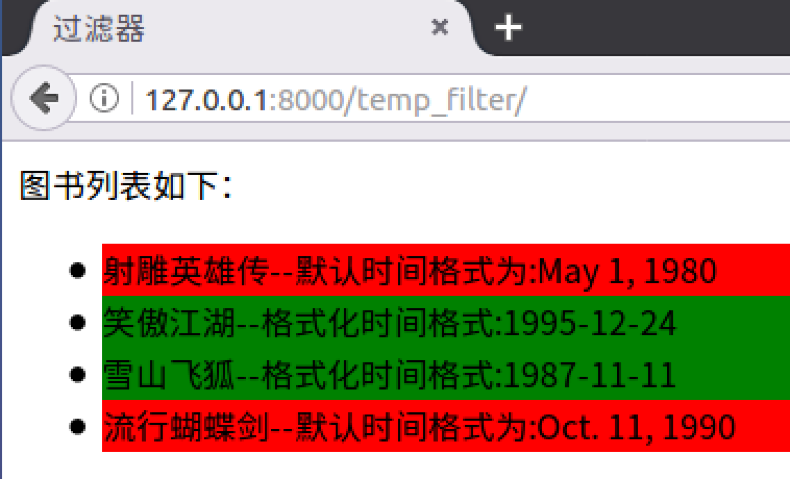 过滤器
127.0.0.1:8000/temp_filter/
图书列表如下：
射雕英雄传--默认时间格式为:May 1, 1980
笑傲江湖--格式化时间格式:1995-12-24
雪山飞狐--格式化时间格式:1987-11-11
流行蝴蝶剑--默认时间格式为:Oct. 11, 1990